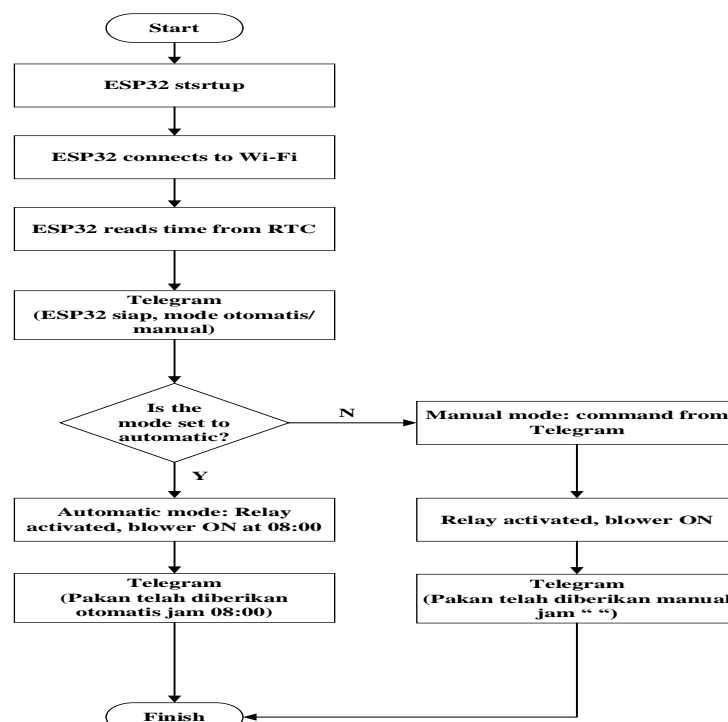 Start
ESP32 stsrtup
ESP32 connects to Wi-Fi
ESP32 reads time from RTC
Telegram
(ESP32 siap, mode otomatis/
manual)
Is the
mode set to
automatic?
N
Manual mode: command from
Telegram
Y
Automatic mode: Relay
activated, blower ON at 08:00
Relay activated, blower ON
Telegram
(Pakan telah diberikan
otomatis jam 08:00)
Telegram
(Pakan telah diberikan manual
jam “ “)
Finish